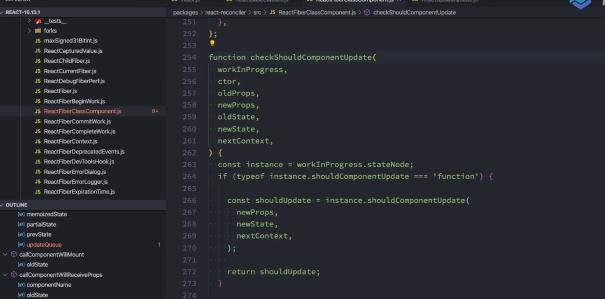 REACT-16.13.1
__tests__
forks
JS maxSigned31BitInt.js
JS ReactCapturedValue.js
JS ReactChildFiber.js
JS ReactCurrentFiber.js
JS ReactDebugFiberPerf.js
JS ReactFiber.js
JS ReactFiberBeginWork.js
JS ReactFiberClassComponent.js 9+
JS ReactFiberCommitWork.js
JS ReactFiberCompleteWork.js
JS ReactFiberContext.js
JS ReactFiberDeprecatedEvents.js
JS ReactFiberDevToolsHook.js
JS ReactFiberErrorDialog.js
JS ReactFiberErrorLogger.js
JS ReactFiberExpirationTime.js
OUTLINE
memoizedState
partialState
prevState
updateQueue 1
callComponentWillMount
oldState
callComponentWillReceiveProps
componentName
oldState
packages > react-reconciler > src > JS ReactFiberClassComponent.js > checkShouldComponentUpdate
251 },
252 };
253
254 function checkShouldComponentUpdate(
255 workInProgress,
256 ctor,
257 oldProps,
258 newProps,
259 oldState,
260 newState,
261 nextContext,
262 ) {
263 const instance = workInProgress.stateNode;
264 if (typeof instance.shouldComponentUpdate === 'function') {
265
266 const shouldUpdate = instance.shouldComponentUpdate(
267 newProps,
268 newState,
269 nextContext,
270 );
271
272 return shouldUpdate;
273 }
274